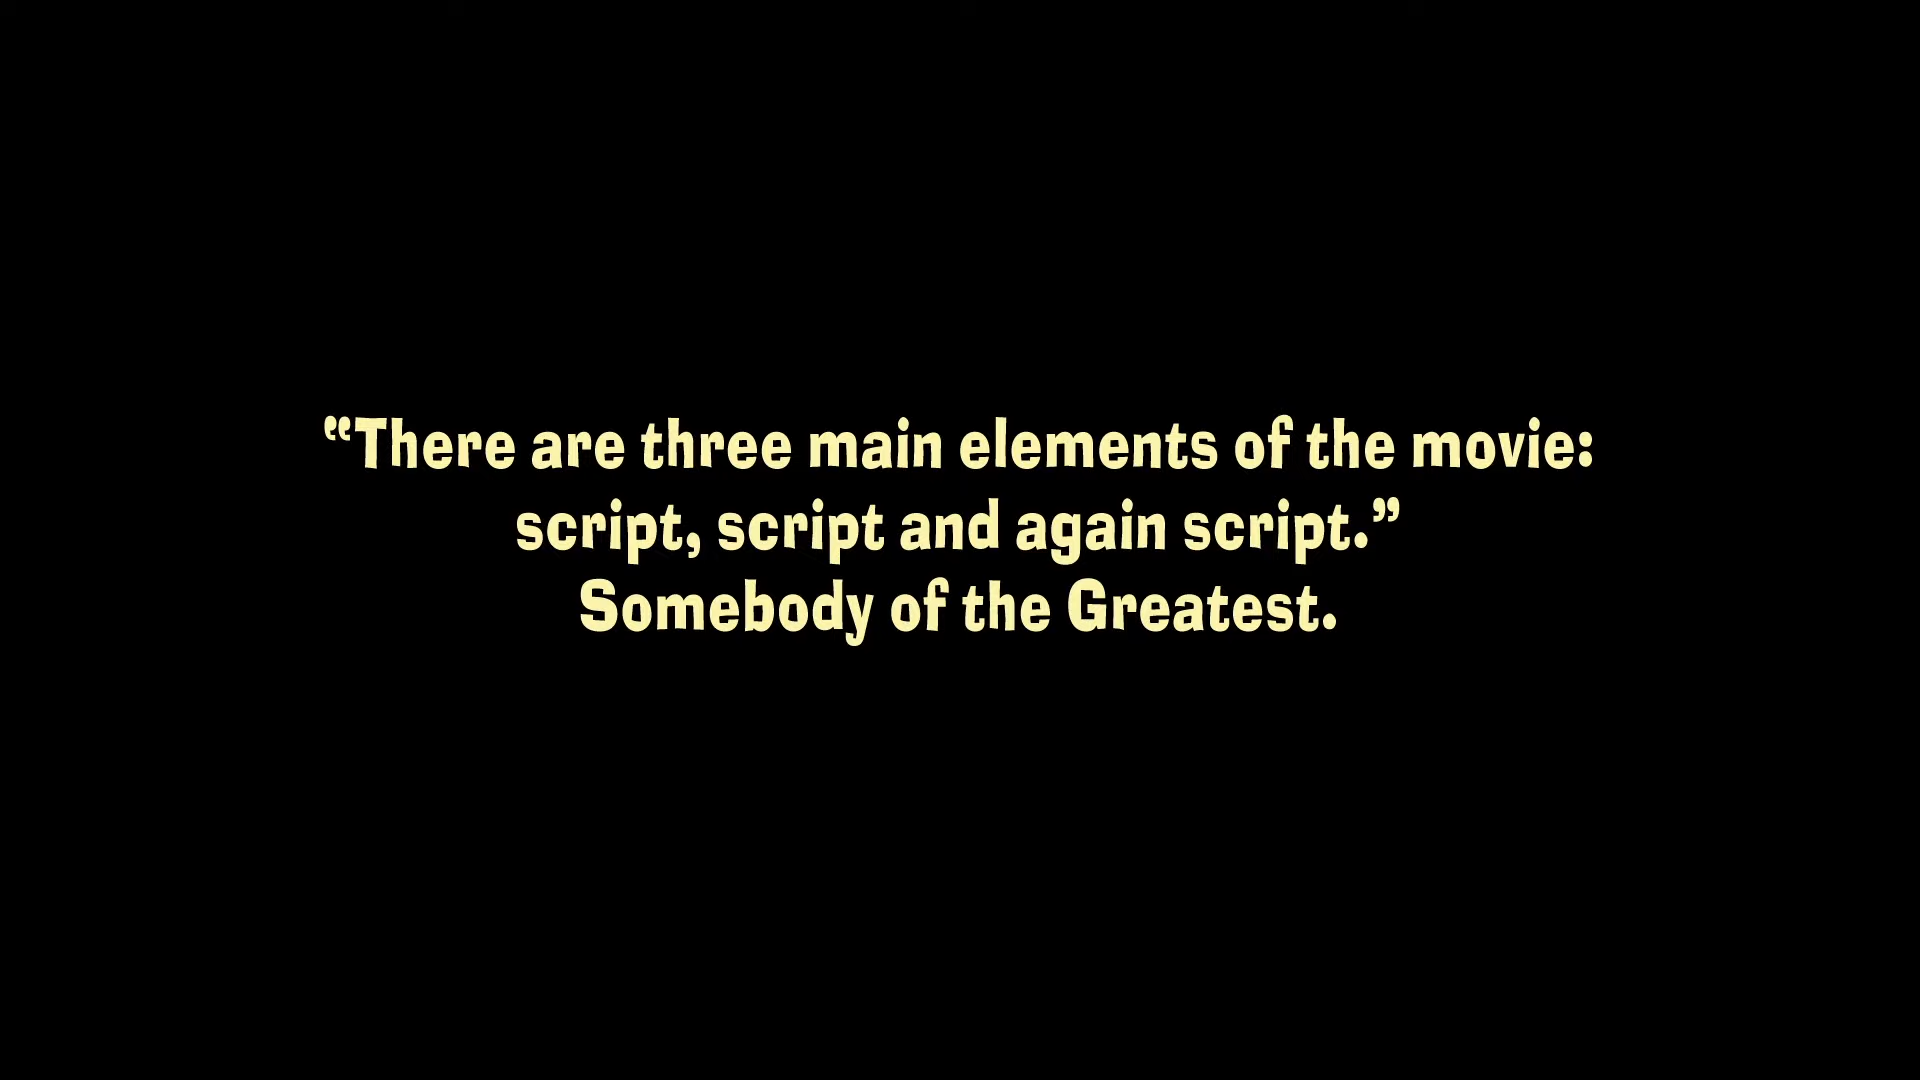 “There are three main elements of the movie:
script, script and again script.”
Somebody of the Greatest.